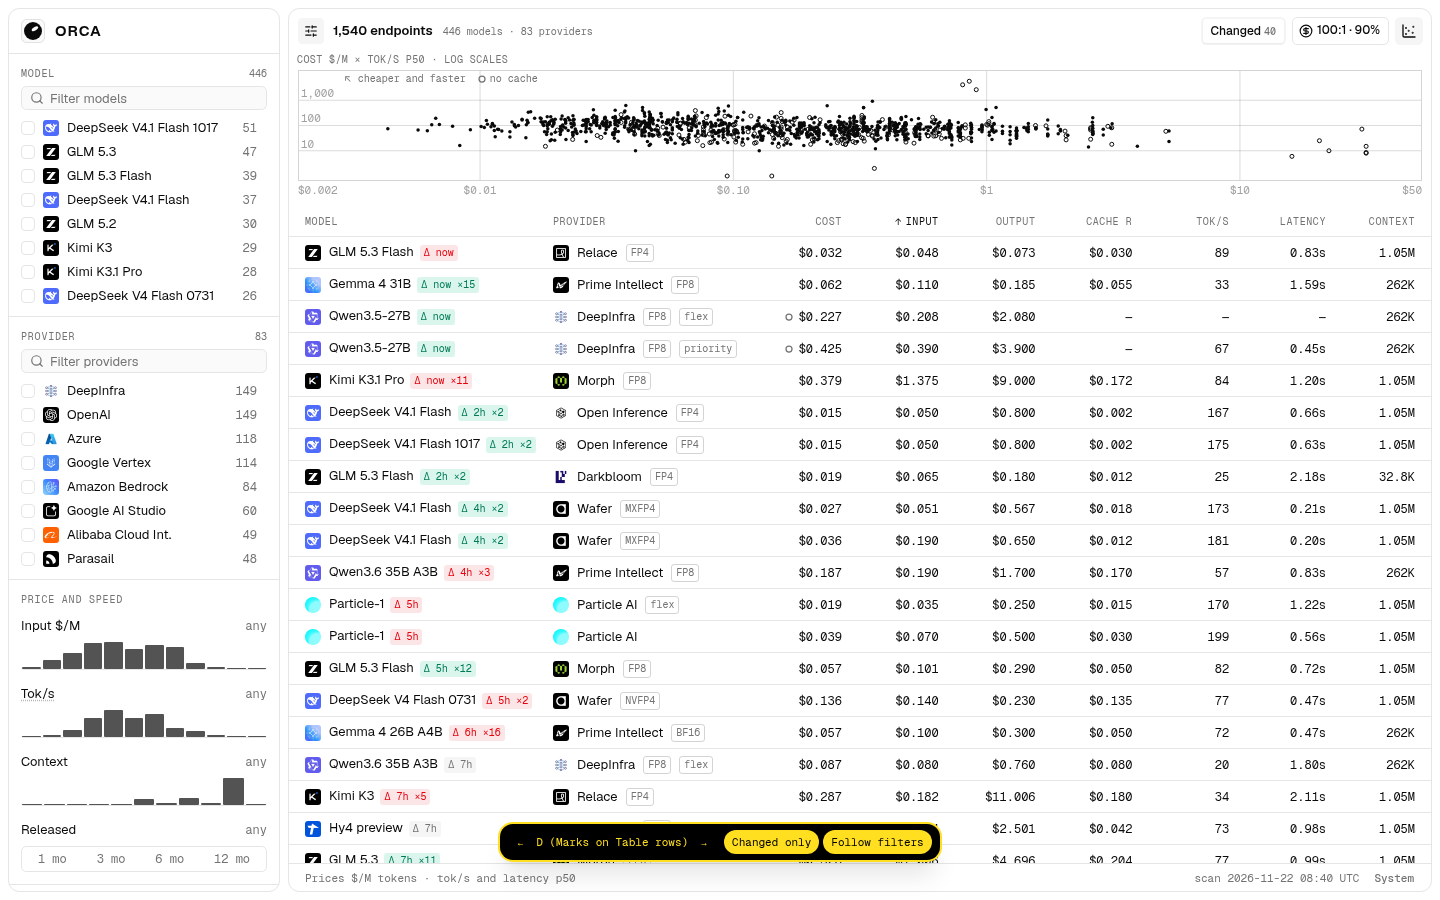 ORCA
MODEL 446
Filter models
DeepSeek V4.1 Flash 1017 51
GLM 5.3 47
GLM 5.3 Flash 39
DeepSeek V4.1 Flash 37
GLM 5.2 30
Kimi K3 29
Kimi K3.1 Pro 28
DeepSeek V4 Flash 0731 26
PROVIDER 83
Filter providers
DeepInfra 149
OpenAI 149
Azure 118
Google Vertex 114
Amazon Bedrock 84
Google AI Studio 60
Alibaba Cloud Int. 49
Parasail 48
PRICE AND SPEED
Input $/M any
Tok/s any
Context any
Released any
1 mo 3 mo 6 mo 12 mo
1,540 endpoints 446 models · 83 providers
Changed 40 100:1 · 90%
COST $/M × TOK/S P50 · LOG SCALES
↖ cheaper and faster no cache
1,000
100
10
$0.002 $0.01 $0.10 $1 $10 $50
MODEL PROVIDER COST ↑ INPUT OUTPUT CACHE R TOK/S LATENCY CONTEXT
GLM 5.3 Flash Δ now Relace FP4 $0.032 $0.048 $0.073 $0.030 89 0.83s 1.05M
Gemma 4 31B Δ now ×15 Prime Intellect FP8 $0.062 $0.110 $0.185 $0.055 33 1.59s 262K
Qwen3.5-27B Δ now DeepInfra FP8 flex $0.227 $0.208 $2.080 — — — 262K
Qwen3.5-27B Δ now DeepInfra FP8 priority $0.425 $0.390 $3.900 — 67 0.45s 262K
Kimi K3.1 Pro Δ now ×11 Morph FP8 $0.379 $1.375 $9.000 $0.172 84 1.20s 1.05M
DeepSeek V4.1 Flash Δ 2h ×2 Open Inference FP4 $0.015 $0.050 $0.800 $0.002 167 0.66s 1.05M
DeepSeek V4.1 Flash 1017 Δ 2h ×2 Open Inference FP4 $0.015 $0.050 $0.800 $0.002 175 0.63s 1.05M
GLM 5.3 Flash Δ 2h ×2 Darkbloom FP4 $0.019 $0.065 $0.180 $0.012 25 2.18s 32.8K
DeepSeek V4.1 Flash Δ 4h ×2 Wafer MXFP4 $0.027 $0.051 $0.567 $0.018 173 0.21s 1.05M
DeepSeek V4.1 Flash Δ 4h ×2 Wafer MXFP4 $0.036 $0.190 $0.650 $0.012 181 0.20s 1.05M
Qwen3.6 35B A3B Δ 4h ×3 Prime Intellect FP8 $0.187 $0.190 $1.700 $0.170 57 0.83s 262K
Particle-1 Δ 5h Particle AI flex $0.019 $0.035 $0.250 $0.015 170 1.22s 1.05M
Particle-1 Δ 5h Particle AI $0.039 $0.070 $0.500 $0.030 199 0.56s 1.05M
GLM 5.3 Flash Δ 5h ×12 Morph FP8 $0.057 $0.101 $0.290 $0.050 82 0.72s 1.05M
DeepSeek V4 Flash 0731 Δ 5h ×2 Wafer NVFP4 $0.136 $0.140 $0.230 $0.135 77 0.47s 1.05M
Gemma 4 26B A4B Δ 6h ×16 Prime Intellect BF16 $0.057 $0.100 $0.300 $0.050 72 0.47s 262K
Qwen3.6 35B A3B Δ 7h DeepInfra FP8 flex $0.087 $0.080 $0.760 $0.080 20 1.80s 262K
Kimi K3 Δ 7h ×5 Relace FP4 $0.287 $0.182 $11.006 $0.180 34 2.11s 1.05M
Hy4 preview Δ 7h $2.501 $0.042 73 0.98s 1.05M
GLM 5.3 Δ 7h ×11 $4.696 $0.204 77 0.99s 1.05M
← D (Marks on Table rows) → Changed only Follow filters
Prices $/M tokens · tok/s and latency p50 scan 2026-11-22 08:40 UTC System